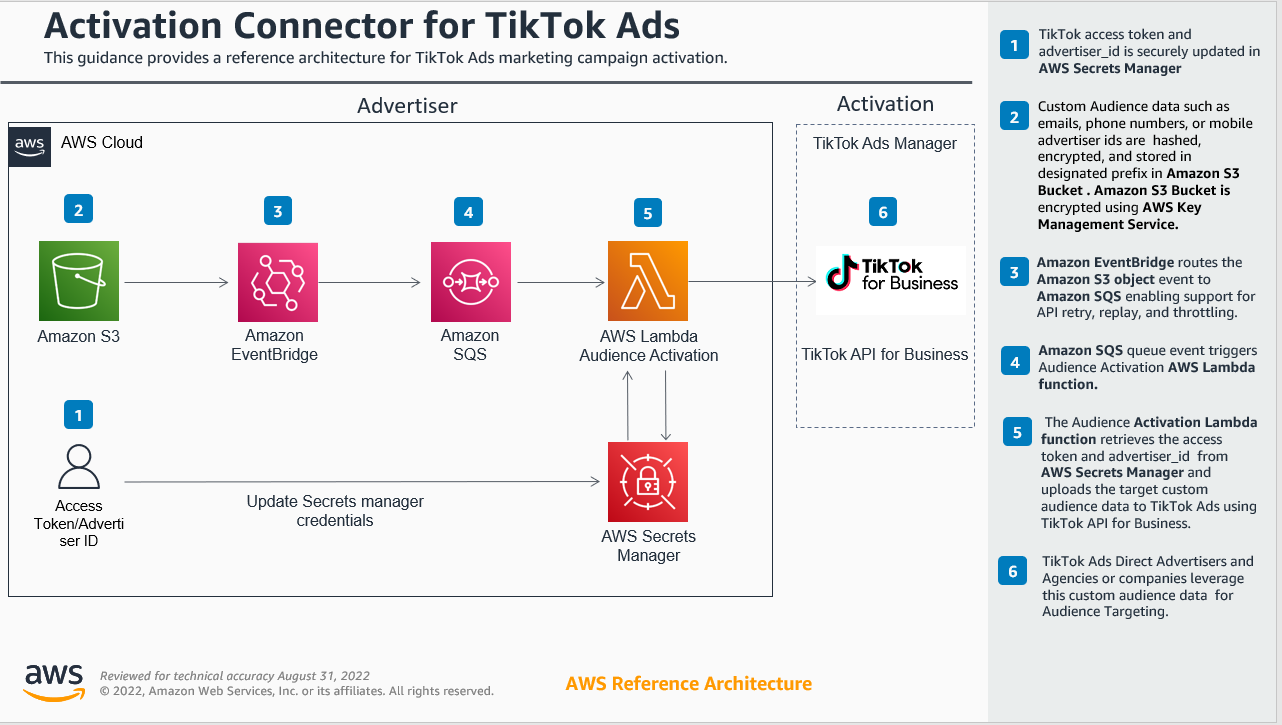 Activation Connector for TikTok Ads
This guidance provides a reference architecture for TikTok Ads marketing campaign activation.
Advertiser
Activation
aws
AWS Cloud
TikTok Ads Manager
2
3
4
5
6
TikTok
for Business
Amazon S3
Amazon
EventBridge
Amazon
SQS
AWS Lambda
Audience Activation
TikTok API for Business
1
Access
Token/Adverti
ser ID
Update Secrets manager
credentials
AWS Secrets
Manager
aws
Reviewed for technical accuracy August 31, 2022
© 2022, Amazon Web Services, Inc. or its affiliates. All rights reserved.
AWS Reference Architecture
1
TikTok access token and
advertiser_id is securely updated in
AWS Secrets Manager
2
Custom Audience data such as
emails, phone numbers, or mobile
advertiser ids are hashed,
encrypted, and stored in
designated prefix in Amazon S3
Bucket . Amazon S3 Bucket is
encrypted using AWS Key
Management Service.
3
Amazon EventBridge routes the
Amazon S3 object event to
Amazon SQS enabling support for
API retry, replay, and throttling.
4
Amazon SQS queue event triggers
Audience Activation AWS Lambda
function.
5
The Audience Activation Lambda
function retrieves the access
token and advertiser_id from
AWS Secrets Manager and
uploads the target custom
audience data to TikTok Ads using
TikTok API for Business.
6
TikTok Ads Direct Advertisers and
Agencies or companies leverage
this custom audience data for
Audience Targeting.